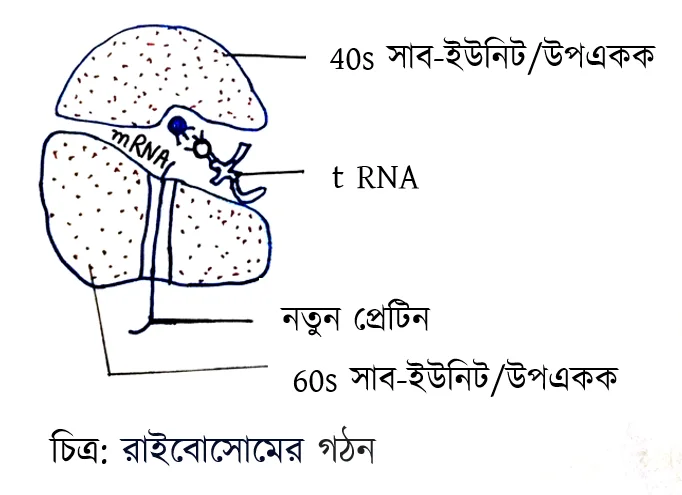 40s সাব-ইউনিট/উপএকক
mRNA
t RNA
নতুন প্রেটিন
60s সাব-ইউনিট/উপএকক
চিত্র: রাইবোসোমের গঠন